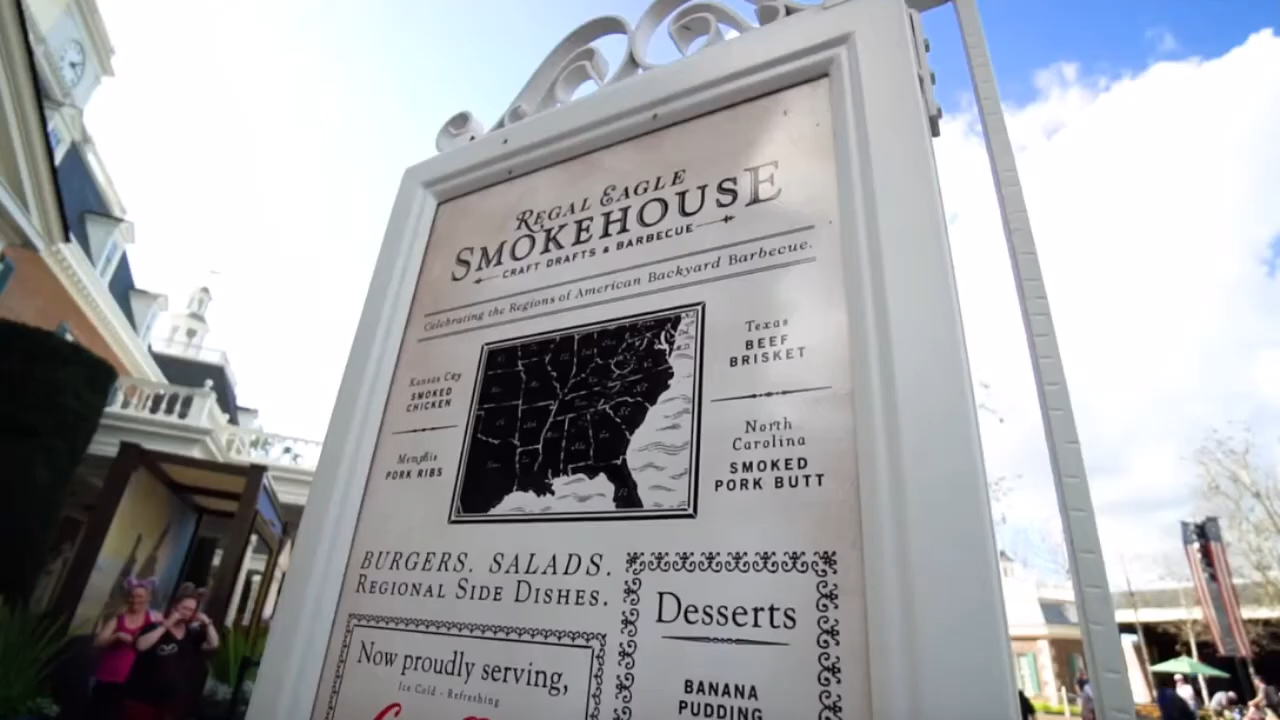 REGAL EAGLE
SMOKEHOUSE
CRAFT DRAFTS & BARBECUE
Celebrating the Regions of American Backyard Barbecue.
Kansas City
SMOKED
CHICKEN
Memphis
PORK RIBS
Texas
BEEF
BRISKET
North
Carolina
SMOKED
PORK BUTT
BURGERS. SALADS.
REGIONAL SIDE DISHES.
Now proudly serving,
Ice Cold - Refreshing
Desserts
BANANA
PUDDING